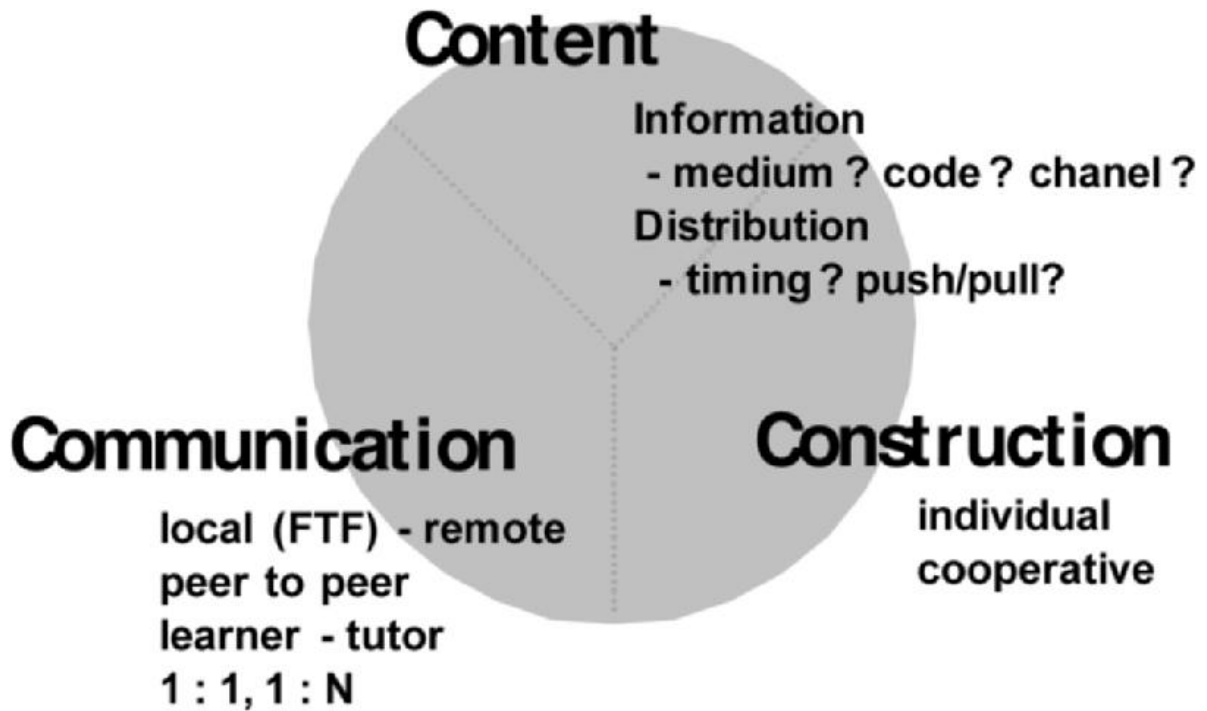 Content
Information
- medium ? code ? chanel ?
Distribution
- timing ? push/pull?
Communication
local (FTF) - remote
peer to peer
learner - tutor
1 : 1, 1 : N
Construction
individual
cooperative